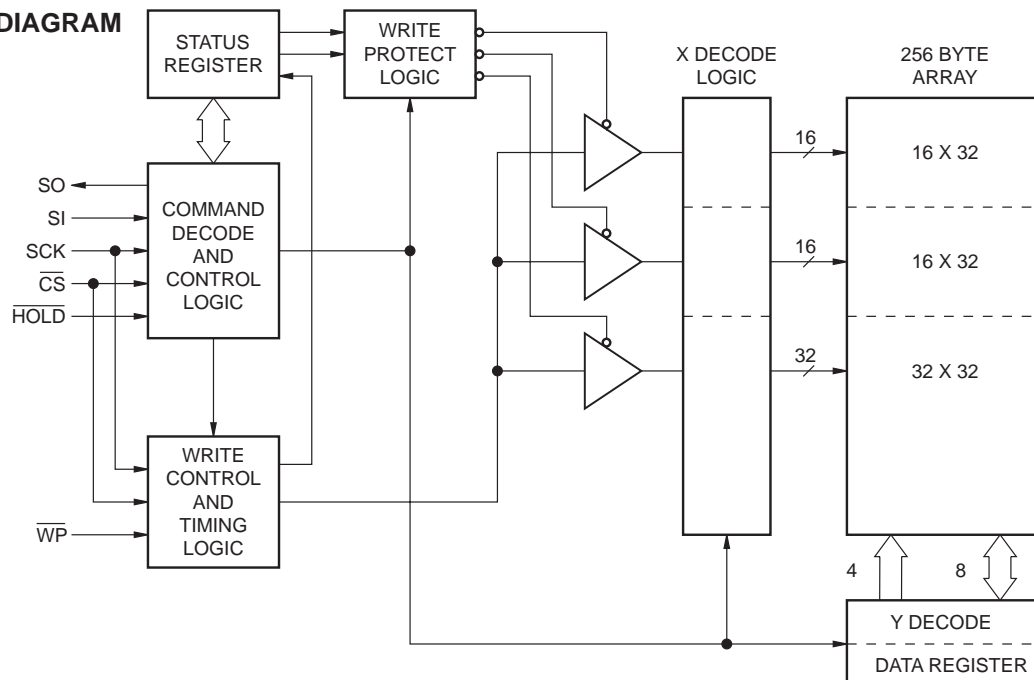 DIAGRAM
STATUS
REGISTER
WRITE
PROTECT
LOGIC
X DECODE
LOGIC
256 BYTE
ARRAY
SO
SI
SCK
CS
HOLD
COMMAND
DECODE
AND
CONTROL
LOGIC
WP
WRITE
CONTROL
AND
TIMING
LOGIC
16
16 X 32
16
16 X 32
32
32 X 32
4
8
Y DECODE
DATA REGISTER